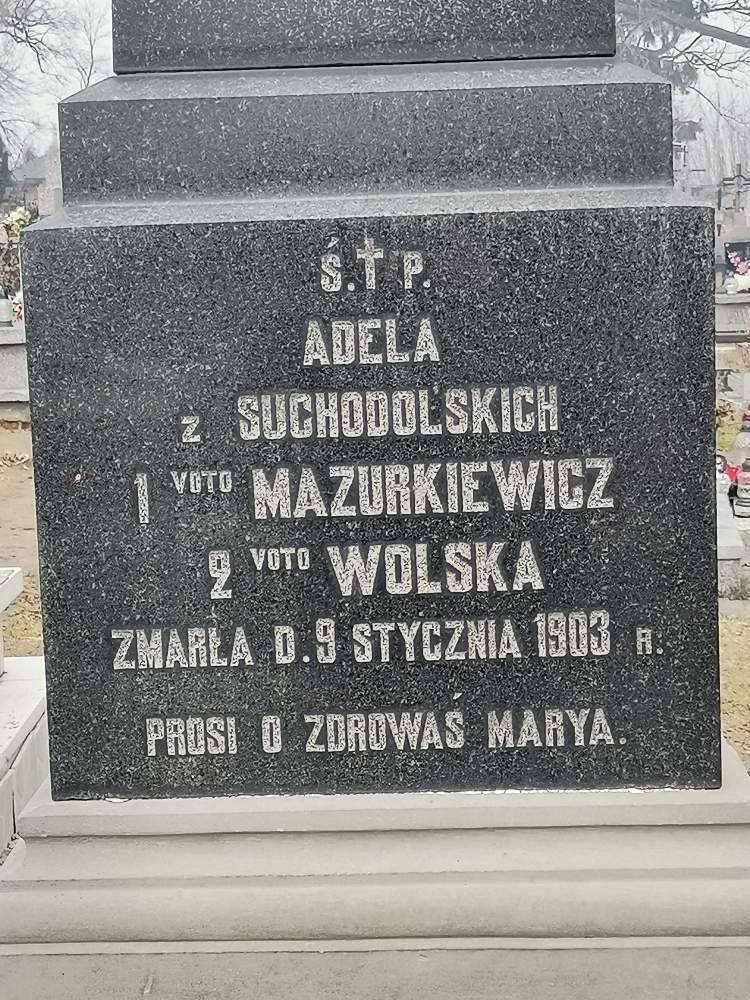 Ś.†P.
ADELA
Z SUCHODOLSKICH
1 VOTO MAZURKIEWICZ
2 VOTO WOLSKA
ZMARŁA D. 9 STYCZNIA 1903 R.
PROSI O ZDROWAŚ MARYA.